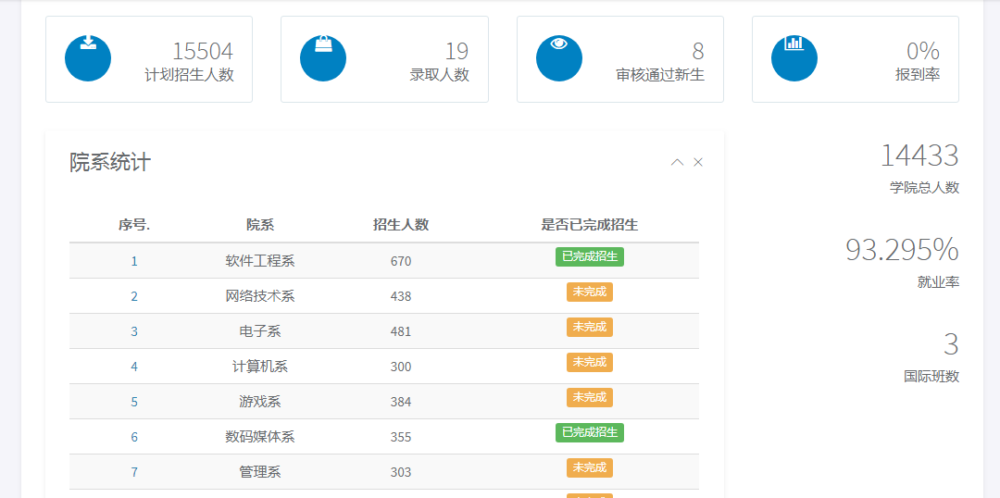 15504
计划招生人数
19
录取人数
8
审核通过新生
0%
报到率
院系统计
序号. 院系 招生人数 是否已完成招生
1 软件工程系 670 已完成招生
2 网络技术系 438 未完成
3 电子系 481 未完成
4 计算机系 300 未完成
5 游戏系 384 未完成
6 数码媒体系 355 已完成招生
7 管理系 303 未完成
14433
学院总人数
93.295%
就业率
3
国际班数